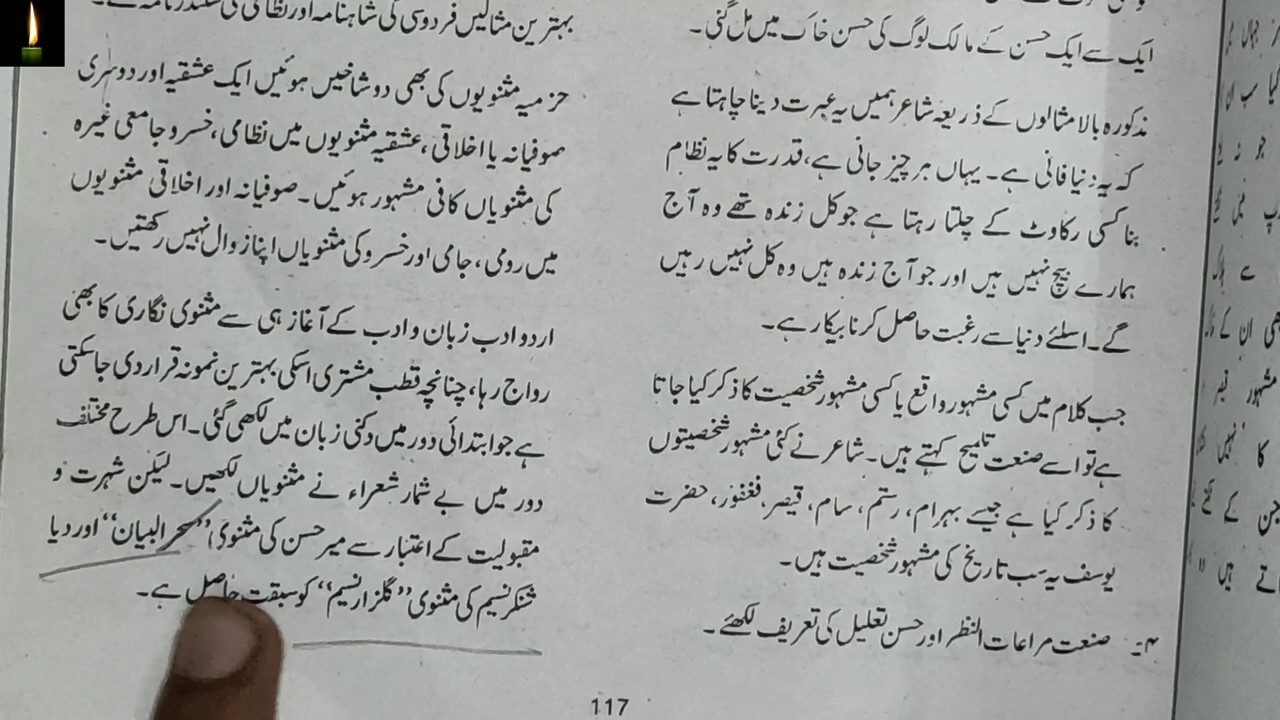 ایک سے ایک حسن کے مالک لوگ کی حسن خاک میں مل گئی۔
مذکورہ بالا مثالوں کے ذریعہ شاعر ہمیں یہ عبرت دینا چاہتا ہے
کہ یہ دنیا فانی ہے۔ یہاں ہر چیز جانی ہے، قدرت کا یہ نظام
بنا کسی رکاوٹ کے چلتا رہتا ہے جو کل زندہ تھے وہ آج
ہمارے بیچ نہیں ہیں اور جو آج زندہ ہیں وہ کل نہیں رہیں
گے۔ اسلئے دنیا سے رغبت حاصل کرنا بیکار ہے۔
جب کلام میں کسی مشہور واقع یا کسی مشہور شخصیت کا ذکر کیا جاتا
ہے تو اسے صنعت تلمیح کہتے ہیں۔ شاعر نے کئی مشہور شخصیتوں
کا ذکر کیا ہے جیسے بہرام، رستم، سام، قیصر، فغفور، حضرت
یوسف یہ سب تاریخ کی مشہور شخصیت ہیں۔
۴۔ صنعت مراعات النظر اور حسن تعلیل کی تعریف لکھئے۔
بہترین مثالیں فردوسی کی شاہنامہ اور نظامی کی سکندر نامہ ہے۔
حزمیہ مثنویوں کی بھی دو شاخیں ہوئیں ایک عشقیہ اور دوسری
صوفیانہ یا اخلاقی، عشقیہ مثنویوں میں نظامی، خسرو جامعی غیرہ
کی مثنویاں کافی مشہور ہوئیں۔ صوفیانہ اور اخلاقی مثنویوں
میں رومی، جامی اور خسرو کی مثنویاں اپنا زوال نہیں رکھتیں۔
اردو ادب زبان و ادب کے آغاز ہی سے مثنوی نگاری کا بھی
رواج رہا، چنانچہ قطب مشتری اسکی بہترین نمونہ قرار دی جاسکتی
ہے جو ابتدائی دور میں دکنی زبان میں لکھی گئی۔ اس طرح مختلف
دور میں بے شمار شعراء نے مثنویاں لکھیں۔ لیکن شہرت و
مقبولیت کے اعتبار سے میر حسن کی مثنوی "سحر البیان" اور دیا
شنکر نسیم کی مثنوی "گلزار نسیم" کو سبقت حاصل ہے۔
117